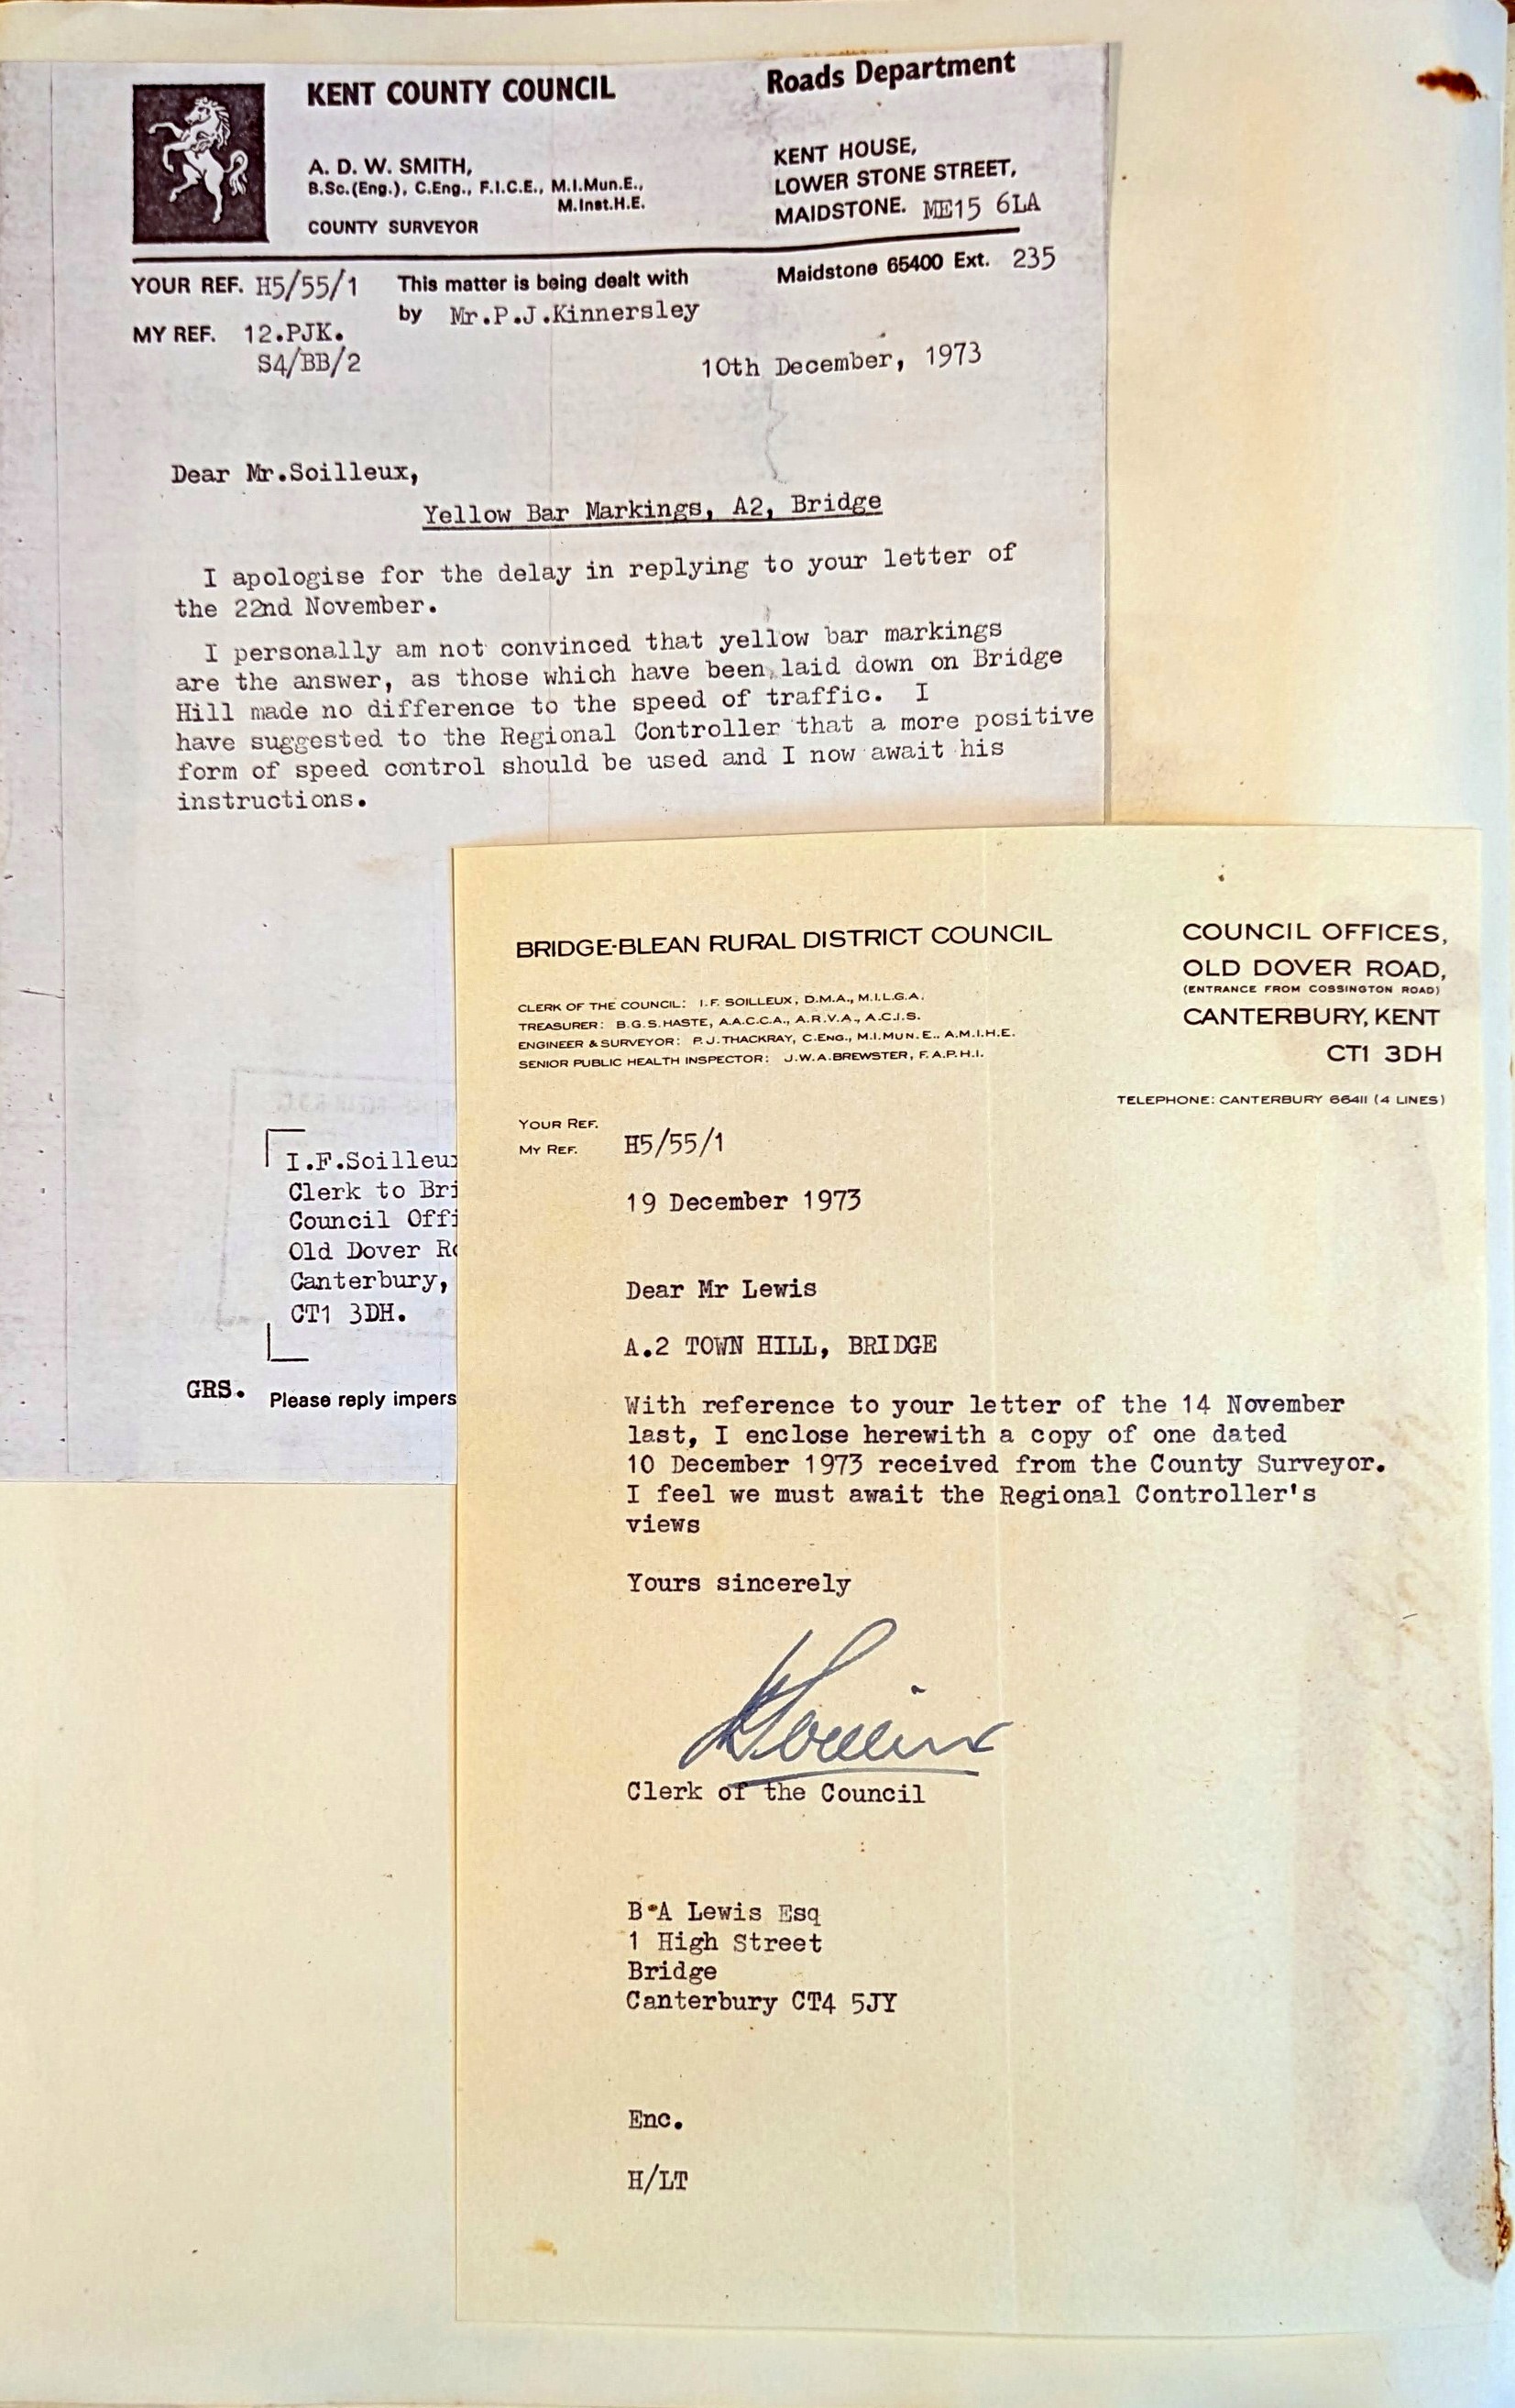 KENT COUNTY COUNCIL
Roads Department
A. D. W. SMITH,
B.Sc.(Eng.), C.Eng., F.I.C.E., M.I.Mun.E.,
M.Inst.H.E.
COUNTY SURVEYOR
KENT HOUSE,
LOWER STONE STREET,
MAIDSTONE. ME15 6LA
YOUR REF. H5/55/1
MY REF. 12.PJK.
S4/BB/2
This matter is being dealt with
by Mr.P.J.Kinnersley
Maidstone 65400 Ext. 235
10th December, 1973
Dear Mr.Soilleux,
Yellow Bar Markings, A2, Bridge
I apologise for the delay in replying to your letter of
the 22nd November.
I personally am not convinced that yellow bar markings
are the answer, as those which have been laid down on Bridge
Hill made no difference to the speed of traffic. I
have suggested to the Regional Controller that a more positive
form of speed control should be used and I now await his
instructions.
I.F.Soilleux
Clerk to Bri
Council Offi
Old Dover Ro
Canterbury,
CT1 3DH.
GRS. Please reply impers
BRIDGE-BLEAN RURAL DISTRICT COUNCIL
CLERK OF THE COUNCIL: I.F. SOILLEUX, D.M.A., M.I.L.G.A.
TREASURER: B.G.S. HASTE, A.A.C.C.A., A.R.V.A., A.C.I.S.
ENGINEER & SURVEYOR: P.J. THACKRAY, C.ENG., M.I.MUN.E., A.M.I.H.E.
SENIOR PUBLIC HEALTH INSPECTOR: J.W.A. BREWSTER, F.A.P.H.I.
COUNCIL OFFICES,
OLD DOVER ROAD,
(ENTRANCE FROM COSSINGTON ROAD)
CANTERBURY, KENT
CT1 3DH
TELEPHONE: CANTERBURY 66411 (4 LINES)
YOUR REF.
MY REF. H5/55/1
19 December 1973
Dear Mr Lewis
A.2 TOWN HILL, BRIDGE
With reference to your letter of the 14 November
last, I enclose herewith a copy of one dated
10 December 1973 received from the County Surveyor.
I feel we must await the Regional Controller's
views
Yours sincerely
Soilleux
Clerk of the Council
B A Lewis Esq
1 High Street
Bridge
Canterbury CT4 5JY
Enc.
H/LT